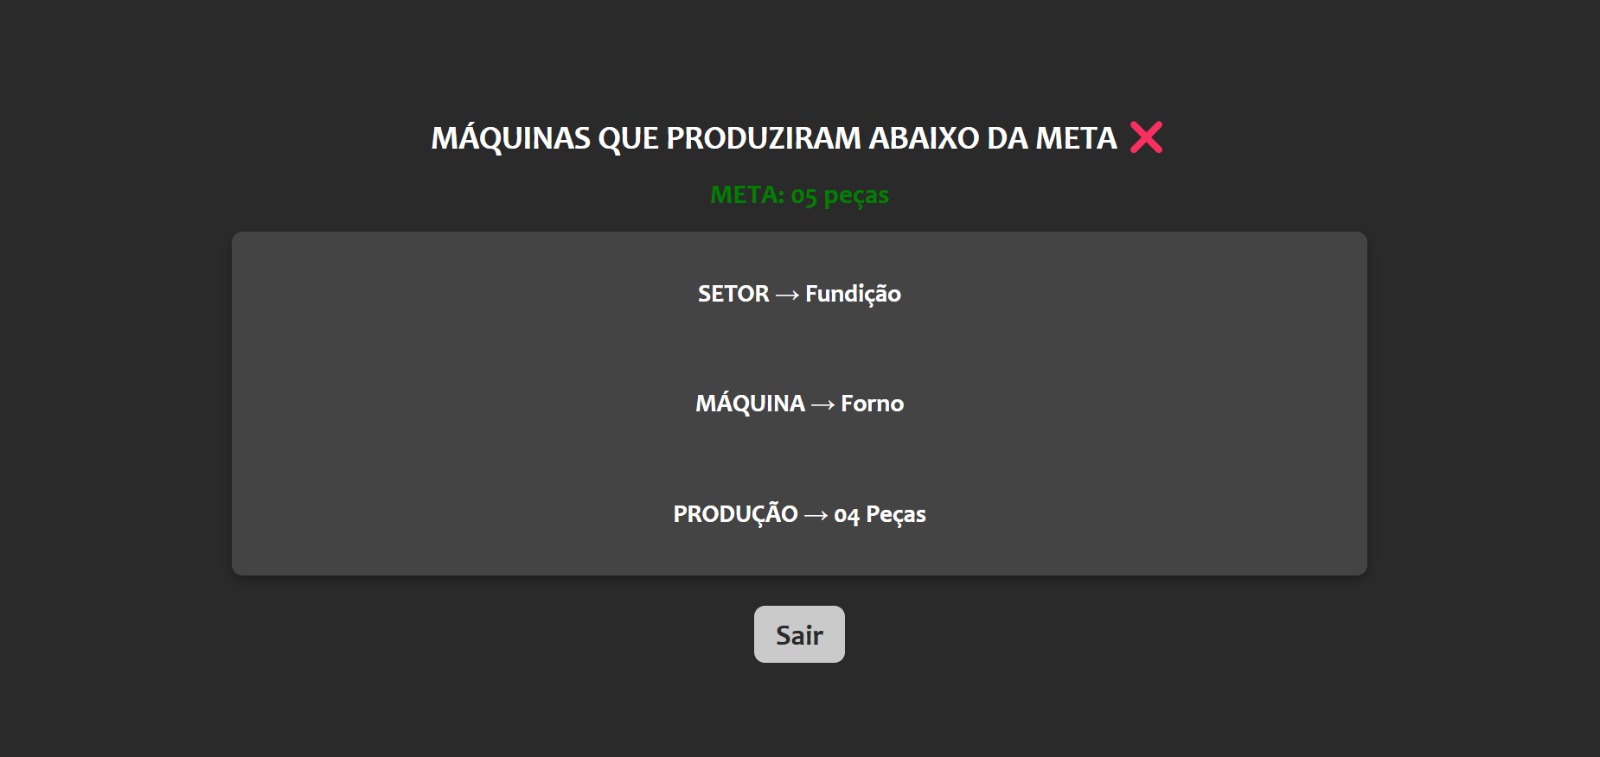 MÁQUINAS QUE PRODUZIRAM ABAIXO DA META ❌
META: 05 peças
SETOR → Fundição
MÁQUINA → Forno
PRODUÇÃO → 04 Peças
Sair